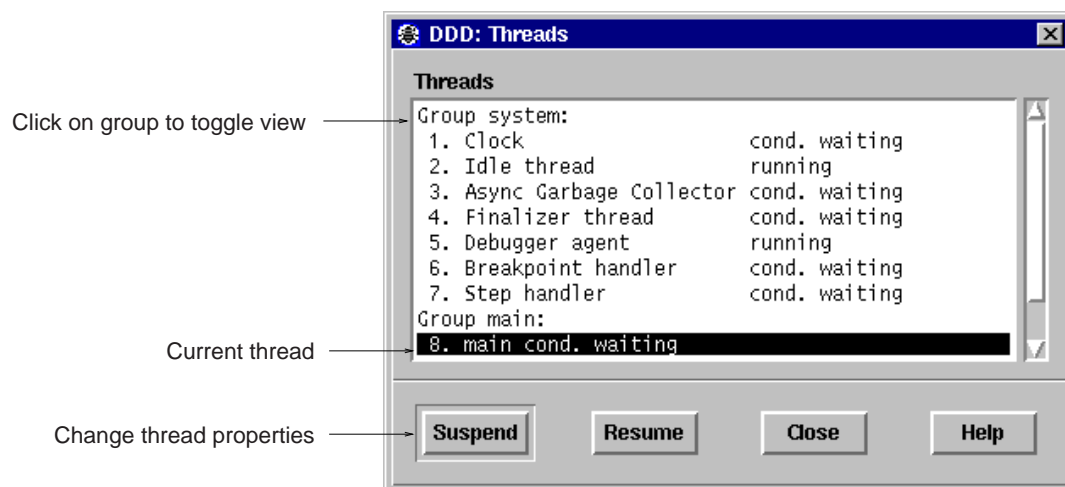 DDD: Threads
Threads
Click on group to toggle view
Group system:
1. Clock cond. waiting
2. Idle thread running
3. Async Garbage Collector cond. waiting
4. Finalizer thread cond. waiting
5. Debugger agent running
6. Breakpoint handler cond. waiting
7. Step handler cond. waiting
Group main:
Current thread
8. main cond. waiting
Change thread properties
Suspend Resume Close Help